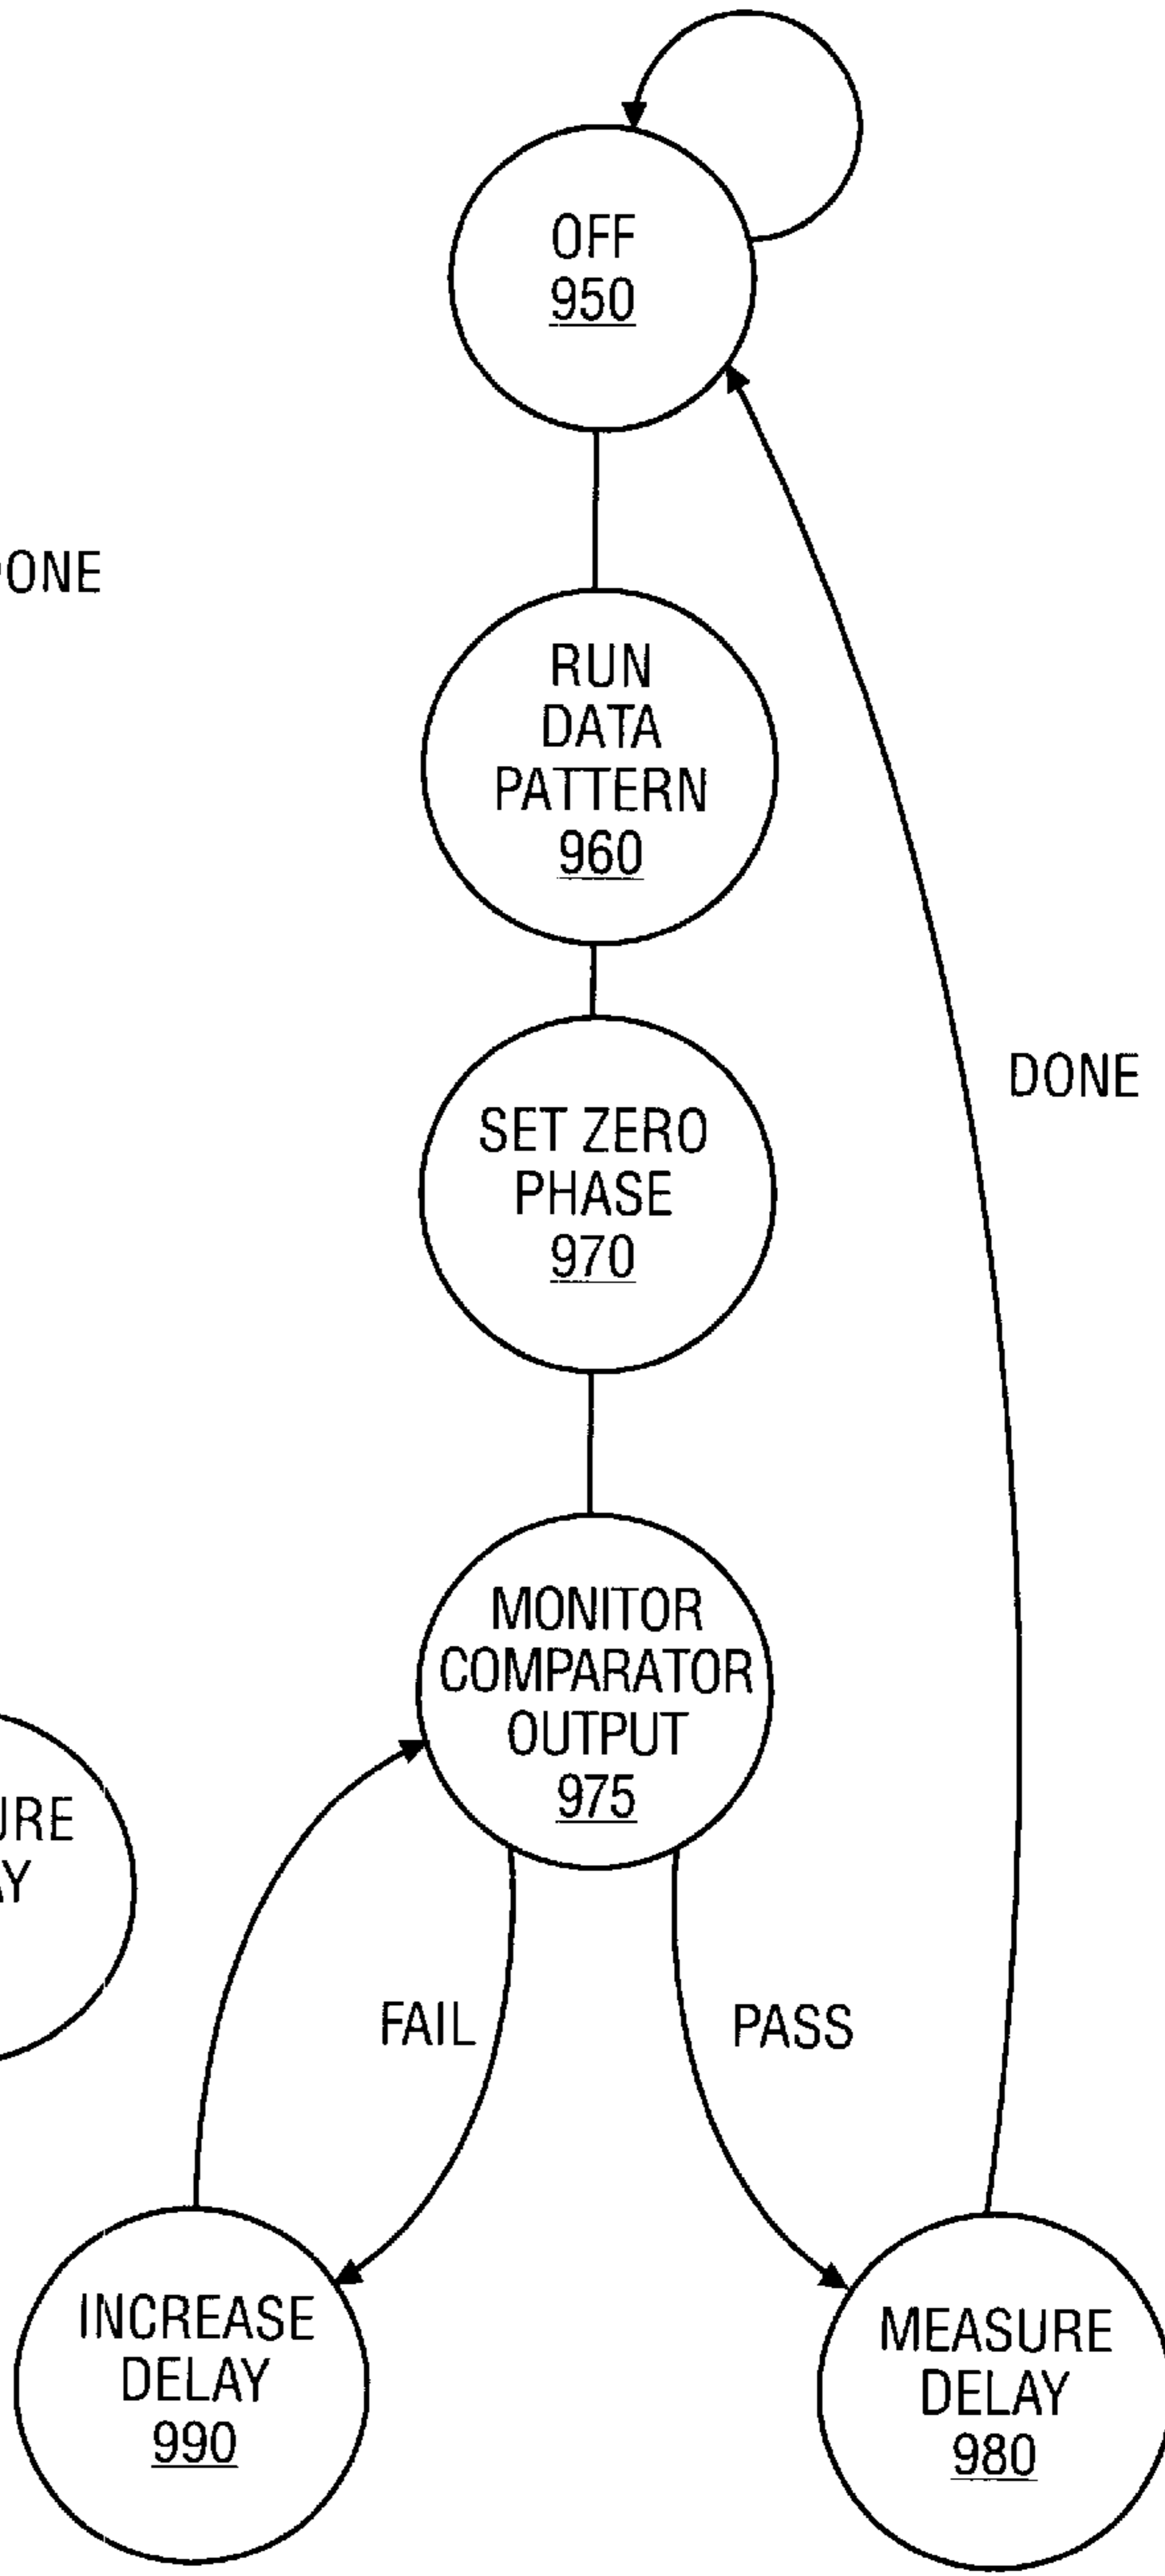 OFF
950
RUN
DATA
PATTERN
960
SET ZERO
PHASE
970
DONE
MONITOR
COMPARATOR
OUTPUT
975
FAIL
PASS
INCREASE
DELAY
990
MEASURE
DELAY
980